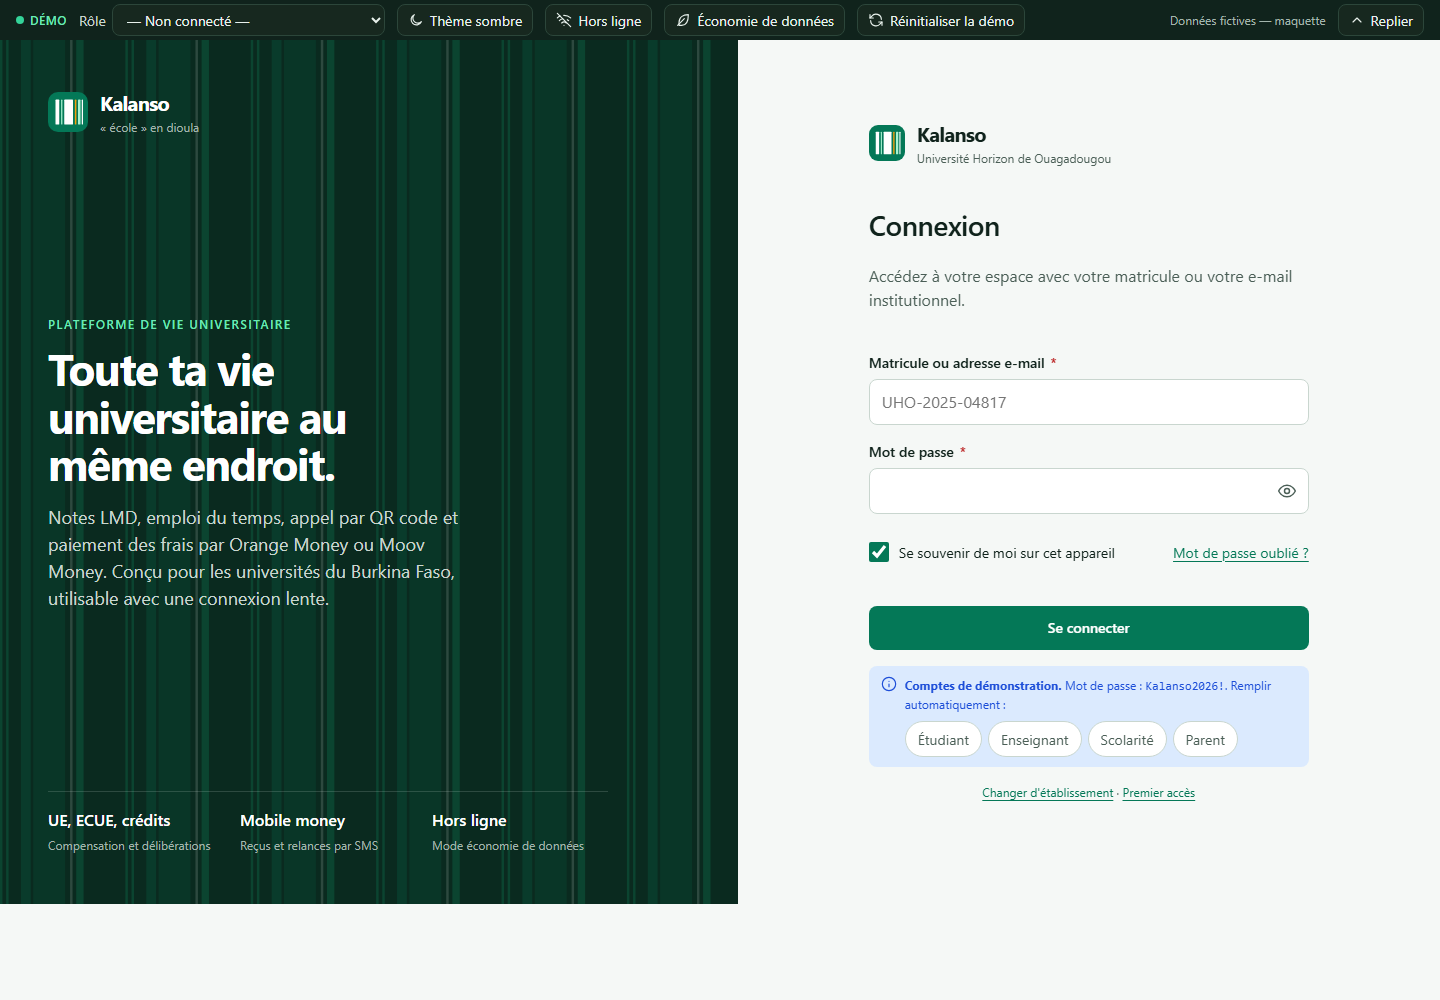 DÉMO Rôle — Non connecté — Thème sombre Hors ligne Économie de données Réinitialiser la démo Données fictives — maquette Replier
Kalanso
« école » en dioula
PLATEFORME DE VIE UNIVERSITAIRE
Toute ta vie
universitaire au
même endroit.
Notes LMD, emploi du temps, appel par QR code et
paiement des frais par Orange Money ou Moov
Money. Conçu pour les universités du Burkina Faso,
utilisable avec une connexion lente.
UE, ECUE, crédits
Compensation et délibérations
Mobile money
Reçus et relances par SMS
Hors ligne
Mode économie de données
Kalanso
Université Horizon de Ouagadougou
Connexion
Accédez à votre espace avec votre matricule ou votre e-mail
institutionnel.
Matricule ou adresse e-mail *
UHO-2025-04817
Mot de passe *
Se souvenir de moi sur cet appareil Mot de passe oublié ?
Se connecter
Comptes de démonstration. Mot de passe : Kalanso2026!. Remplir
automatiquement :
Étudiant Enseignant Scolarité Parent
Changer d'établissement · Premier accès